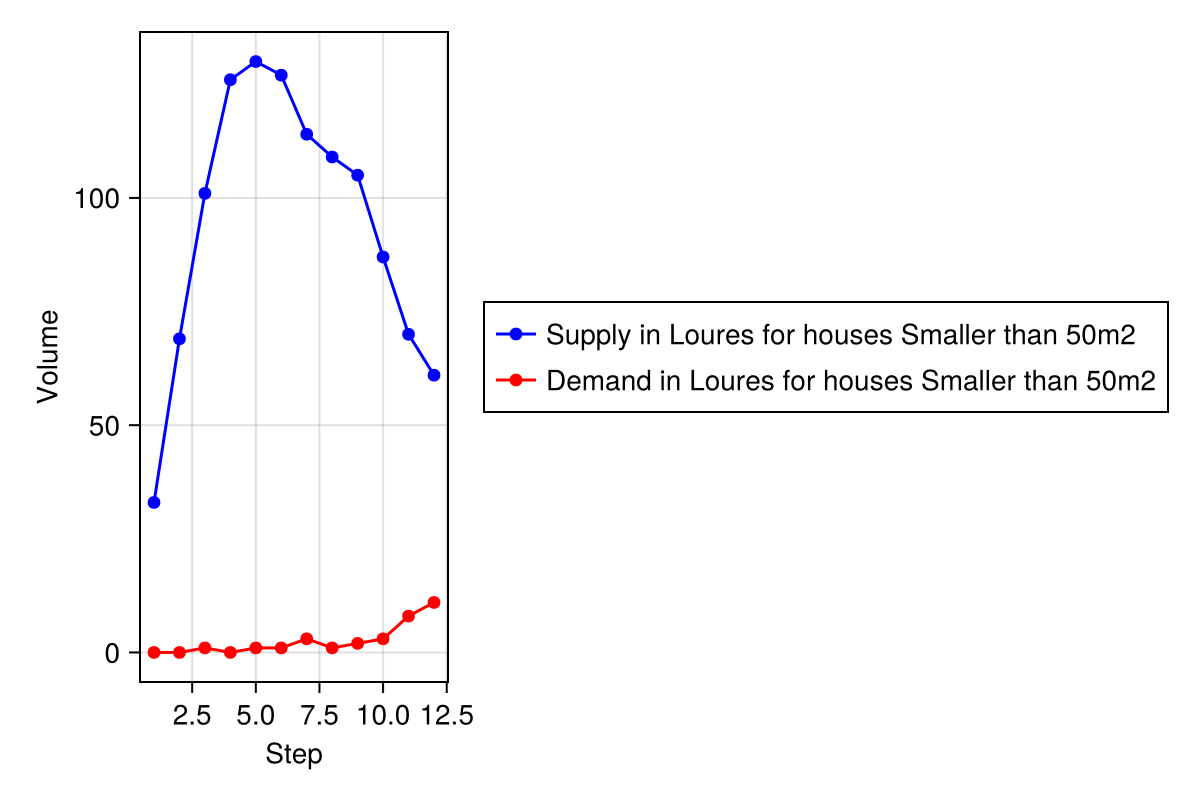 100
50
0
Volume
2.5 5.0 7.5 10.0 12.5
Step
Supply in Loures for houses Smaller than 50m2
Demand in Loures for houses Smaller than 50m2